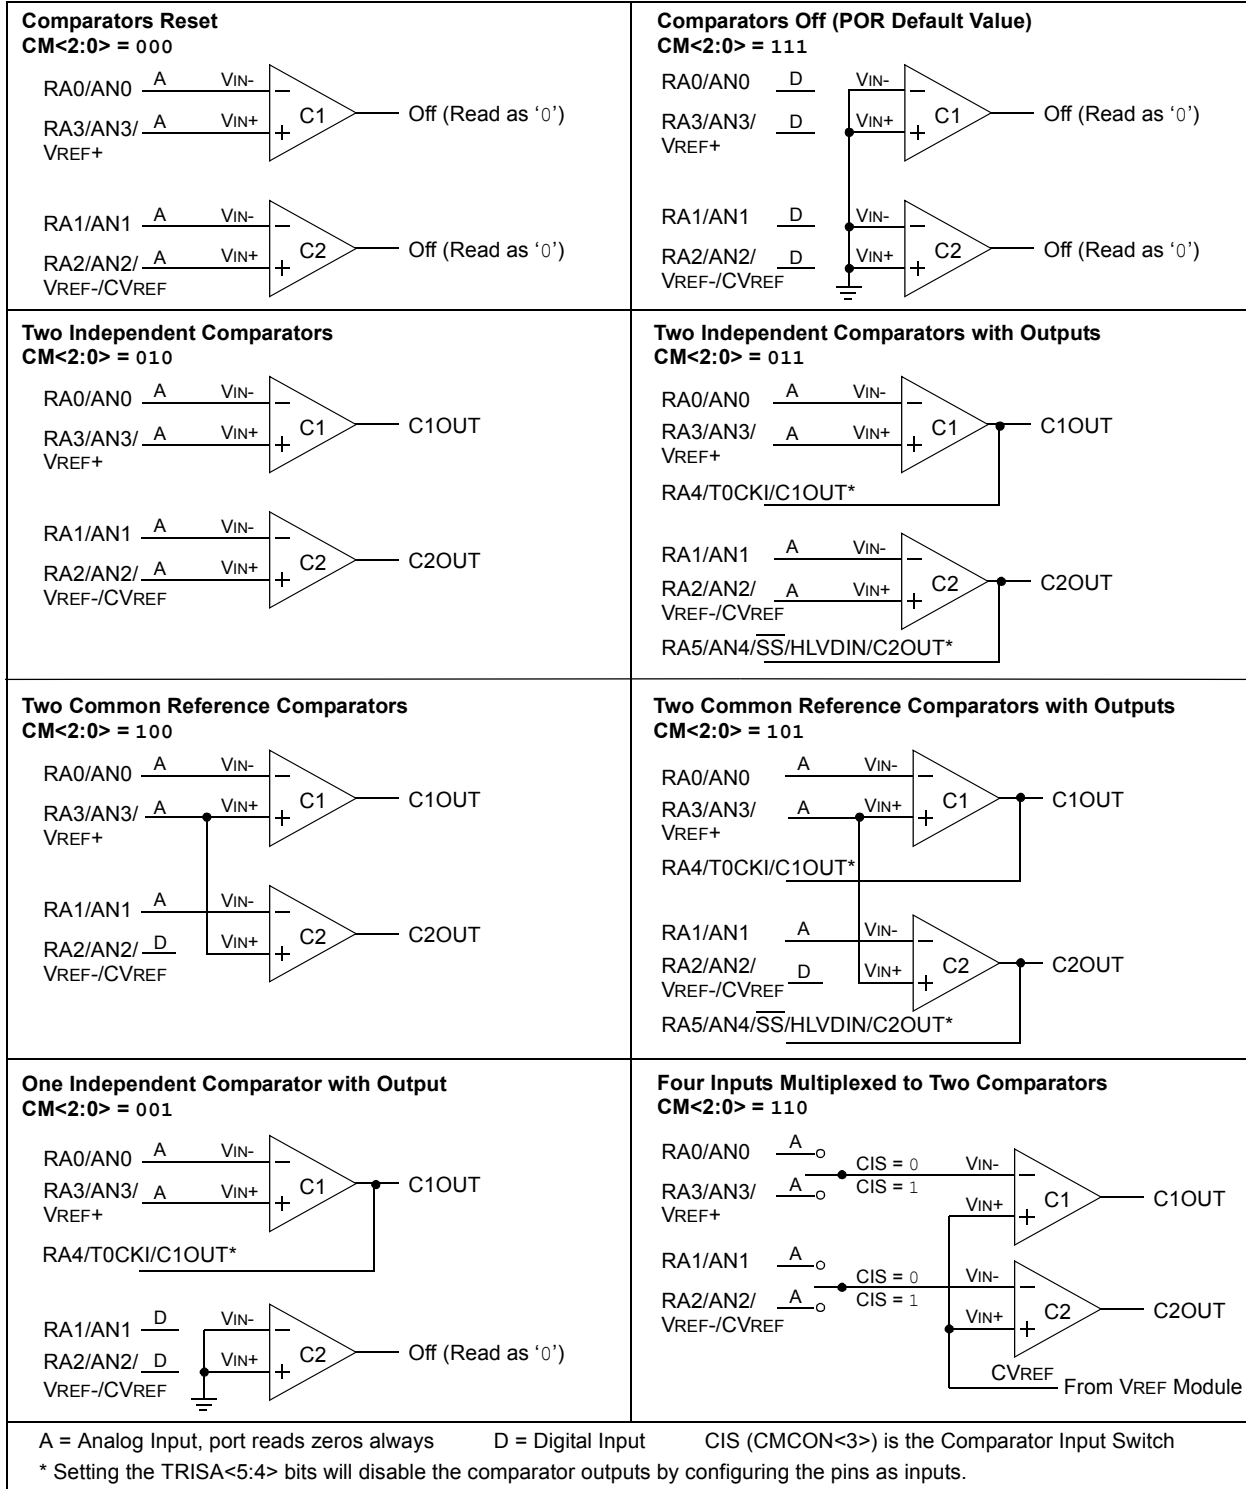 Comparators Reset
CM<2:0> = 000
RA0/AN0 A VIN-
C1 Off (Read as ‘0’)
RA3/AN3/ A VIN+
VREF+
RA1/AN1 A VIN-
C2 Off (Read as ‘0’)
RA2/AN2/ A VIN+
VREF-/CVREF
Comparators Off (POR Default Value)
CM<2:0> = 111
RA0/AN0 D VIN-
C1 Off (Read as ‘0’)
RA3/AN3/ D VIN+
VREF+
RA1/AN1 D VIN-
C2 Off (Read as ‘0’)
RA2/AN2/ D VIN+
VREF-/CVREF
Two Independent Comparators
CM<2:0> = 010
RA0/AN0 A VIN-
C1 C1OUT
RA3/AN3/ A VIN+
VREF+
RA1/AN1 A VIN-
C2 C2OUT
RA2/AN2/ A VIN+
VREF-/CVREF
Two Independent Comparators with Outputs
CM<2:0> = 011
RA0/AN0 A VIN-
C1 C1OUT
RA3/AN3/ A VIN+
VREF+
RA4/T0CKI/C1OUT*
RA1/AN1 A VIN-
C2 C2OUT
RA2/AN2/ A VIN+
VREF-/CVREF
RA5/AN4/S̅S̅/HLVDIN/C2OUT*
Two Common Reference Comparators
CM<2:0> = 100
RA0/AN0 A VIN-
C1 C1OUT
RA3/AN3/ A VIN+
VREF+
RA1/AN1 A VIN-
C2 C2OUT
RA2/AN2/ D VIN+
VREF-/CVREF
Two Common Reference Comparators with Outputs
CM<2:0> = 101
RA0/AN0 A VIN-
C1 C1OUT
RA3/AN3/ A VIN+
VREF+
RA4/T0CKI/C1OUT*
RA1/AN1 A VIN-
C2 C2OUT
RA2/AN2/ D VIN+
VREF-/CVREF
RA5/AN4/S̅S̅/HLVDIN/C2OUT*
One Independent Comparator with Output
CM<2:0> = 001
RA0/AN0 A VIN-
C1 C1OUT
RA3/AN3/ A VIN+
VREF+
RA4/T0CKI/C1OUT*
RA1/AN1 D VIN-
C2 Off (Read as ‘0’)
RA2/AN2/ D VIN+
VREF-/CVREF
Four Inputs Multiplexed to Two Comparators
CM<2:0> = 110
RA0/AN0 A
CIS = 0 VIN-
RA3/AN3/ A CIS = 1
VREF+ VIN+ C1 C1OUT
RA1/AN1 A
CIS = 0 VIN-
RA2/AN2/ A CIS = 1
VREF-/CVREF VIN+ C2 C2OUT
CVREF
From VREF Module
A = Analog Input, port reads zeros always D = Digital Input CIS (CMCON<3>) is the Comparator Input Switch
* Setting the TRISA<5:4> bits will disable the comparator outputs by configuring the pins as inputs.